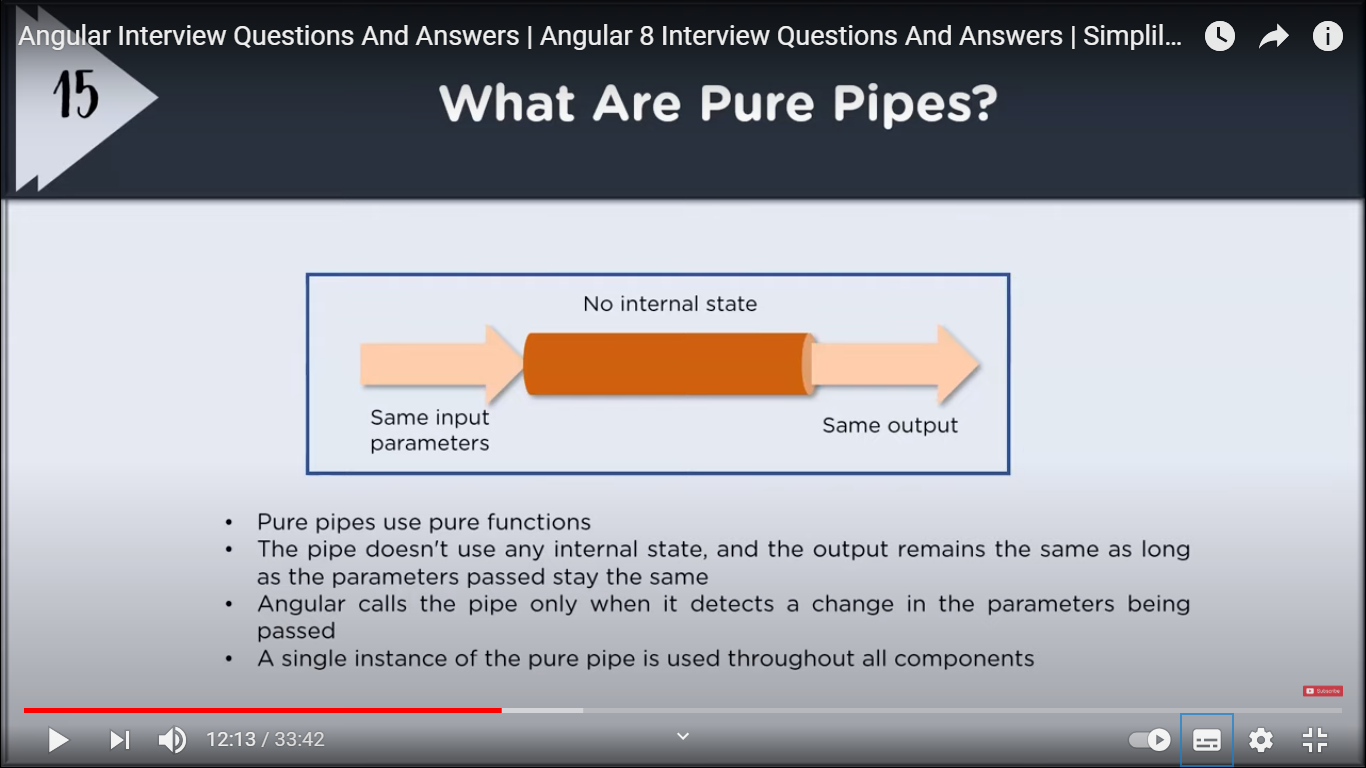 Angular Interview Questions And Answers | Angular 8 Interview Questions And Answers | Simplil...
15
What Are Pure Pipes?
No internal state
Same input
parameters
Same output
• Pure pipes use pure functions
• The pipe doesn't use any internal state, and the output remains the same as long
as the parameters passed stay the same
• Angular calls the pipe only when it detects a change in the parameters being
passed
• A single instance of the pure pipe is used throughout all components
Subscribe
12:13 / 33:42